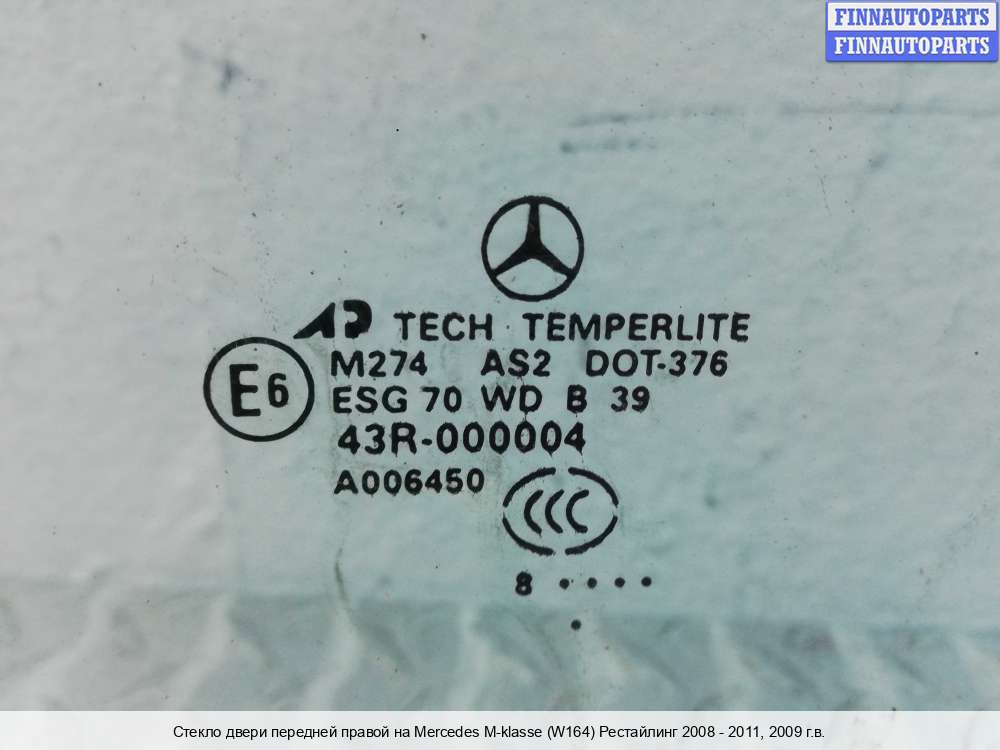 FINNAUTOPARTS
FINNAUTOPARTS
AP TECH TEMPERLITE
M274 AS2 DOT-376
E6
ESG 70 WD B 39
43R-000004
A006450
CCC
8 ....
.
Стекло двери передней правой на Mercedes M-klasse (W164) Рестайлинг 2008 - 2011, 2009 г.в.